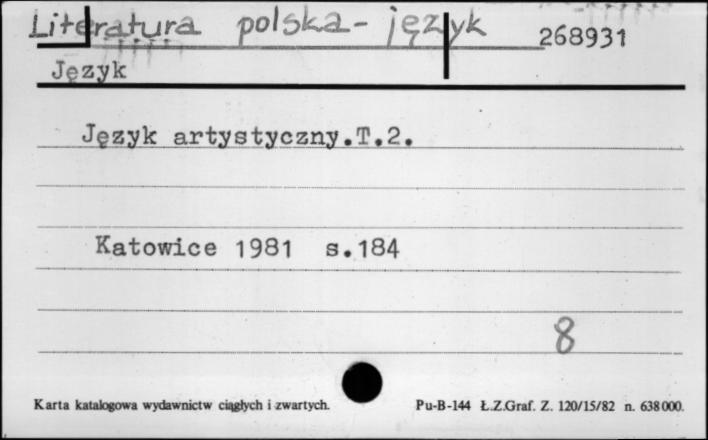 Literatura polska - język
268931
Język
Język artystyczny.T.2.
Katowice 1981 s.184
8
Karta katalogowa wydawnictw ciągłych i zwartych.
Pu-B-144 Ł.Z.Graf. Z. 120/15/82 n. 638000.